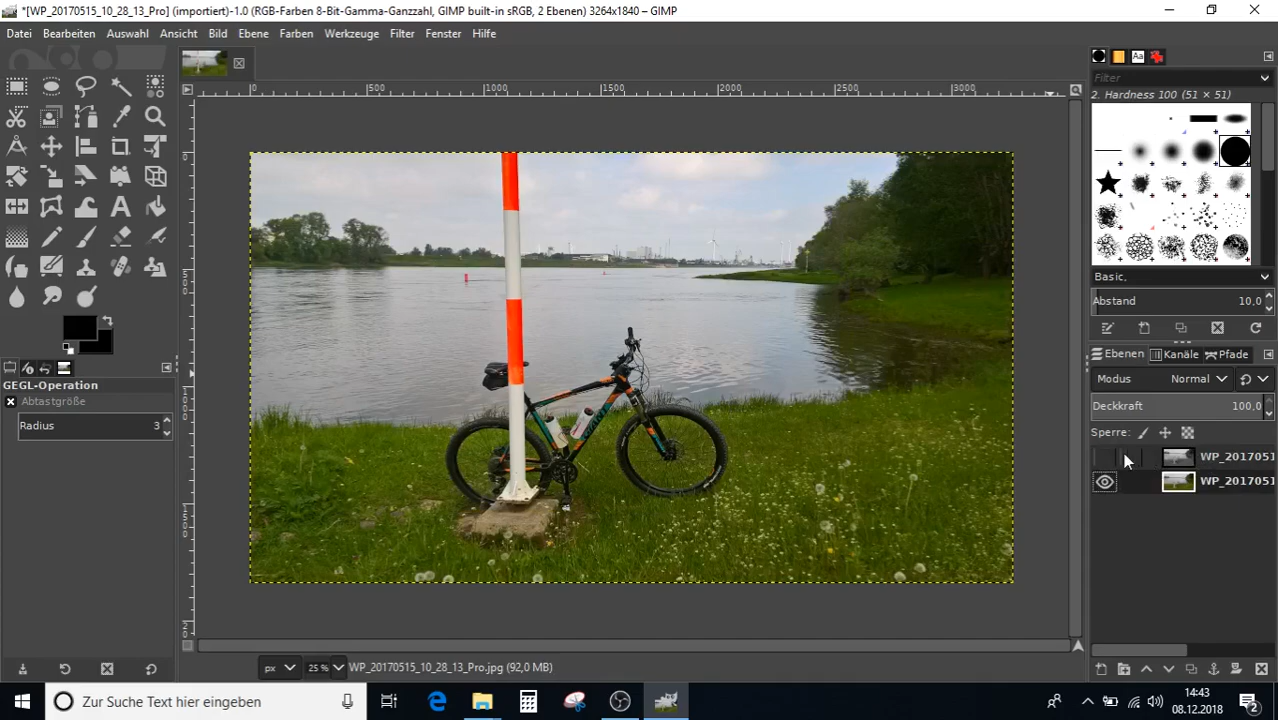 *[WP_20170515_10_28_13_Pro] (importiert)-1.0 (RGB-Farben 8-Bit-Gamma-Ganzzahl, GIMP built-in sRGB, 2 Ebenen) 3264x1840 – GIMP
Datei Bearbeiten Auswahl Ansicht Bild Ebene Farben Werkzeuge Filter Fenster Hilfe
Aa
Filter
0 500 1000 1500 2000 2500 3000
2. Hardness 100 (51 × 51)
Basic,
Abstand 10,0
Ebenen Kanäle Pfade
GEGL-Operation
Modus Normal
Abtastgröße
Deckkraft 100,0
Radius 3
Sperre:
WP_2017051
WP_2017051
px 25 % WP_20170515_10_28_13_Pro.jpg (92,0 MB)
Zur Suche Text hier eingeben
14:43
08.12.2018
2